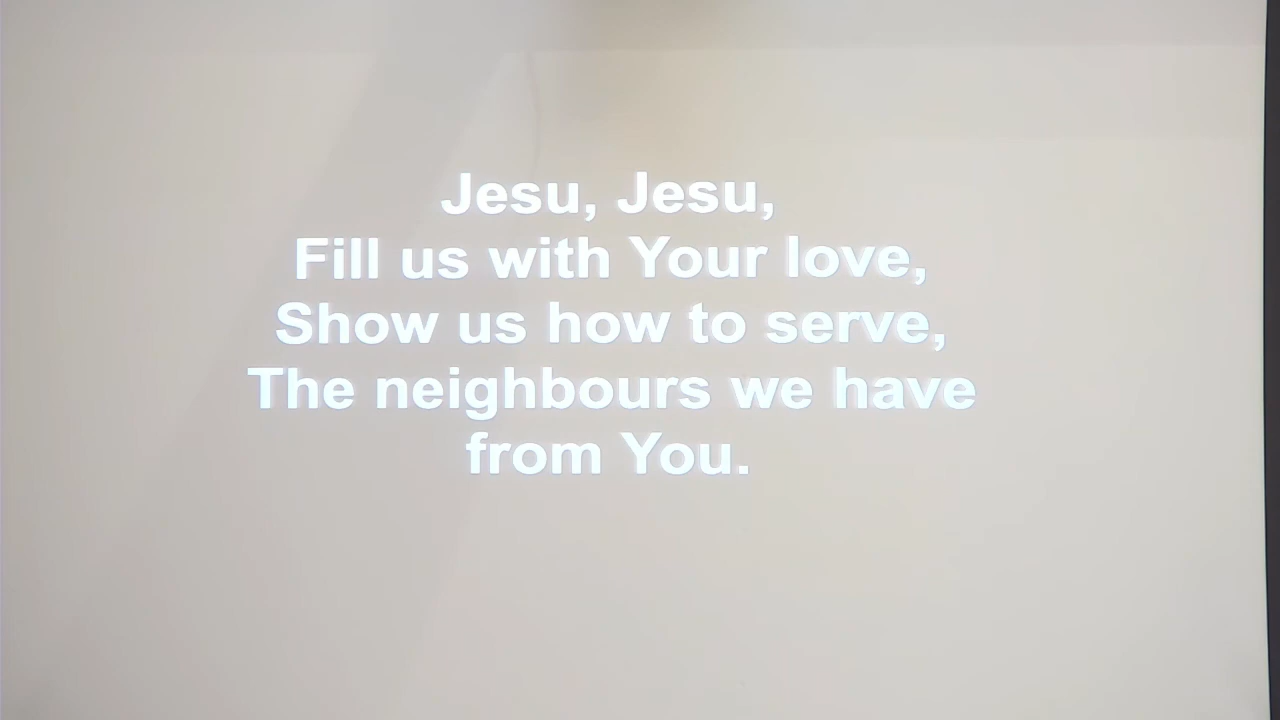 Jesu, Jesu,
Fill us with Your love,
Show us how to serve,
The neighbours we have
from You.